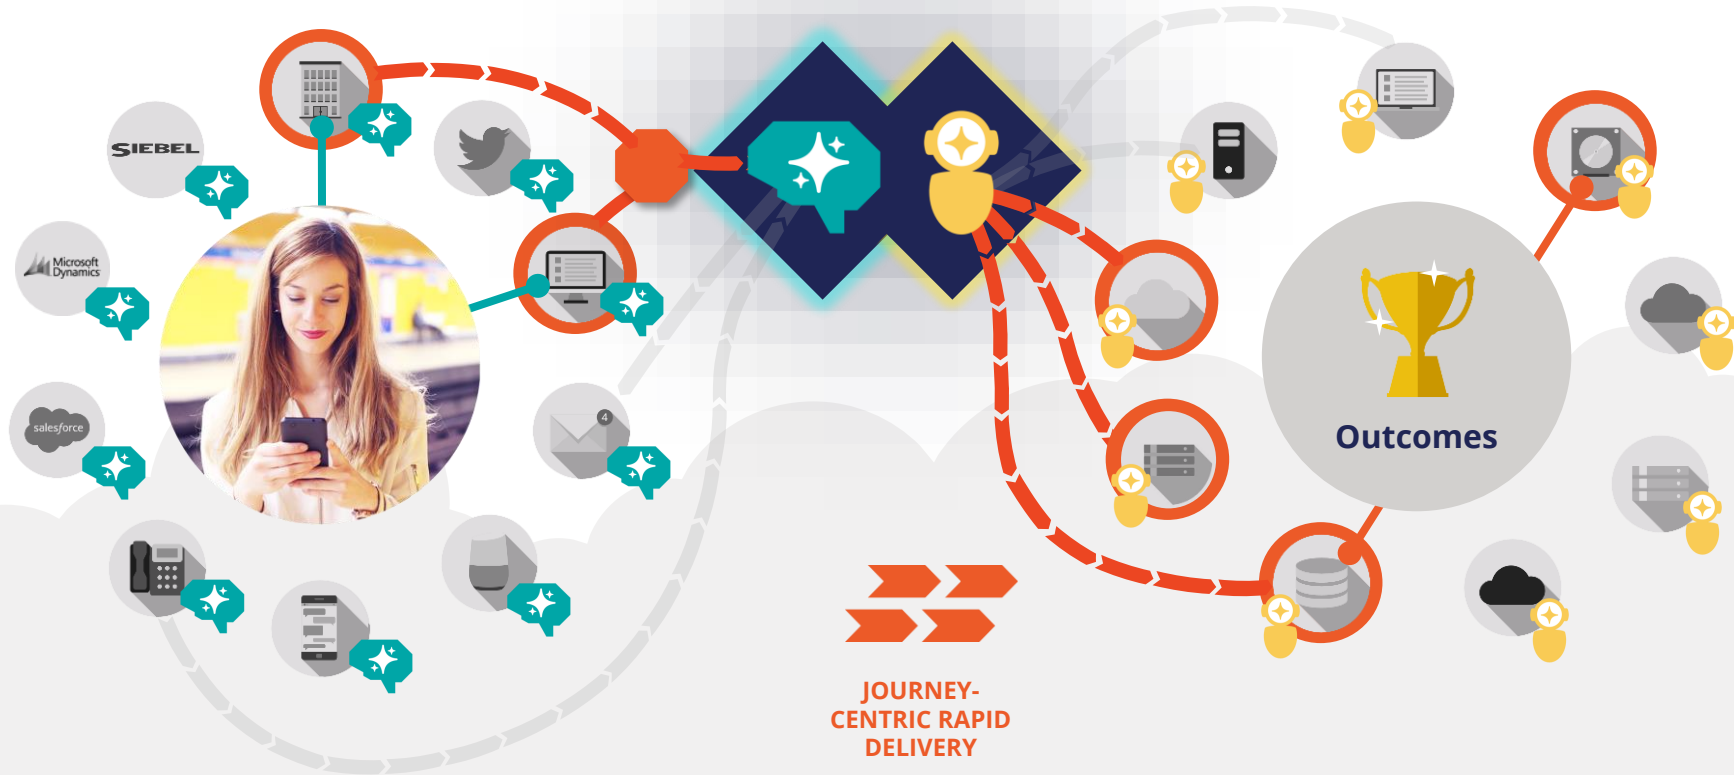 SIEBEL
Microsoft
Dynamics
salesforce
4
Outcomes
JOURNEY-
CENTRIC RAPID
DELIVERY